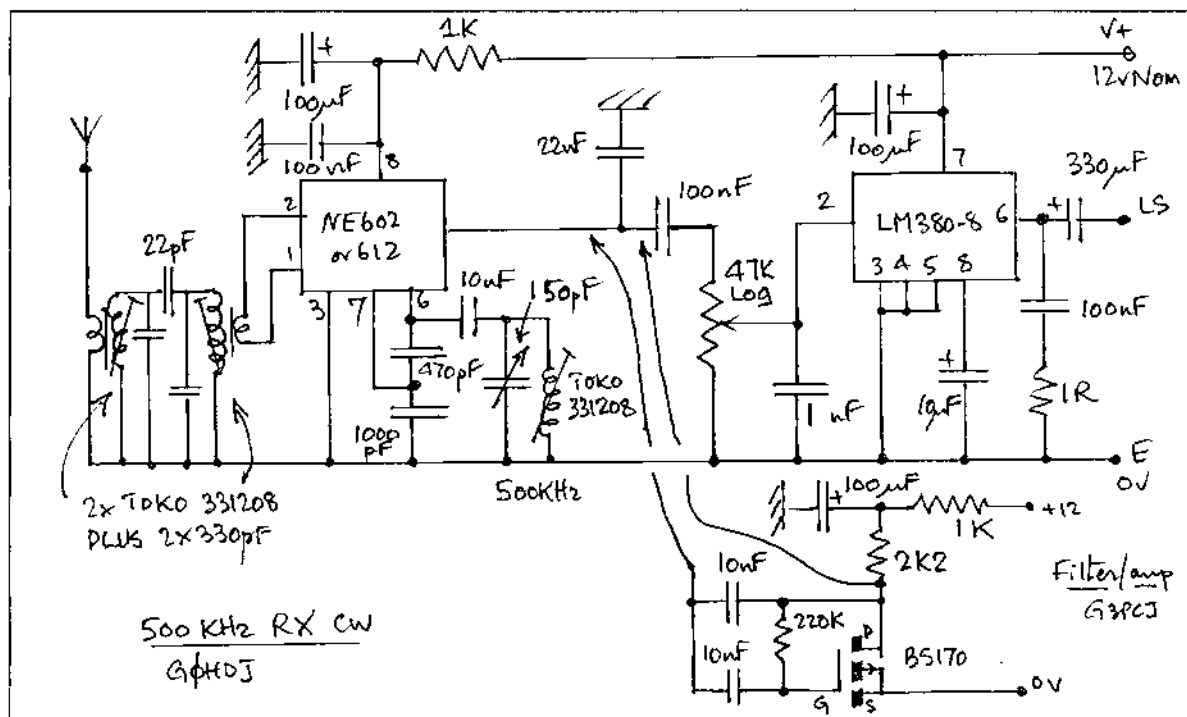 1K
V+
12vNom
+
100µF
100nF
8
22nF
+
100µF
7
100nF
330µF
+
LS
2
NE602
or 612
1
3
7
6
2
LM380-8
6
3 4 5 8
22pF
10nF
150pF
47K
Log
100nF
470pF
1000
pF
TOKO
331208
1nF
+
1µF
1R
E
0V
500KHz
2x TOKO 331208
PLUS 2x330pF
100µF
+
1K
+12
2K2
10nF
220K
10nF
D
G
S
BS170
0V
Filter/amp
G3PCJ
500 KHz RX CW
GØHDJ